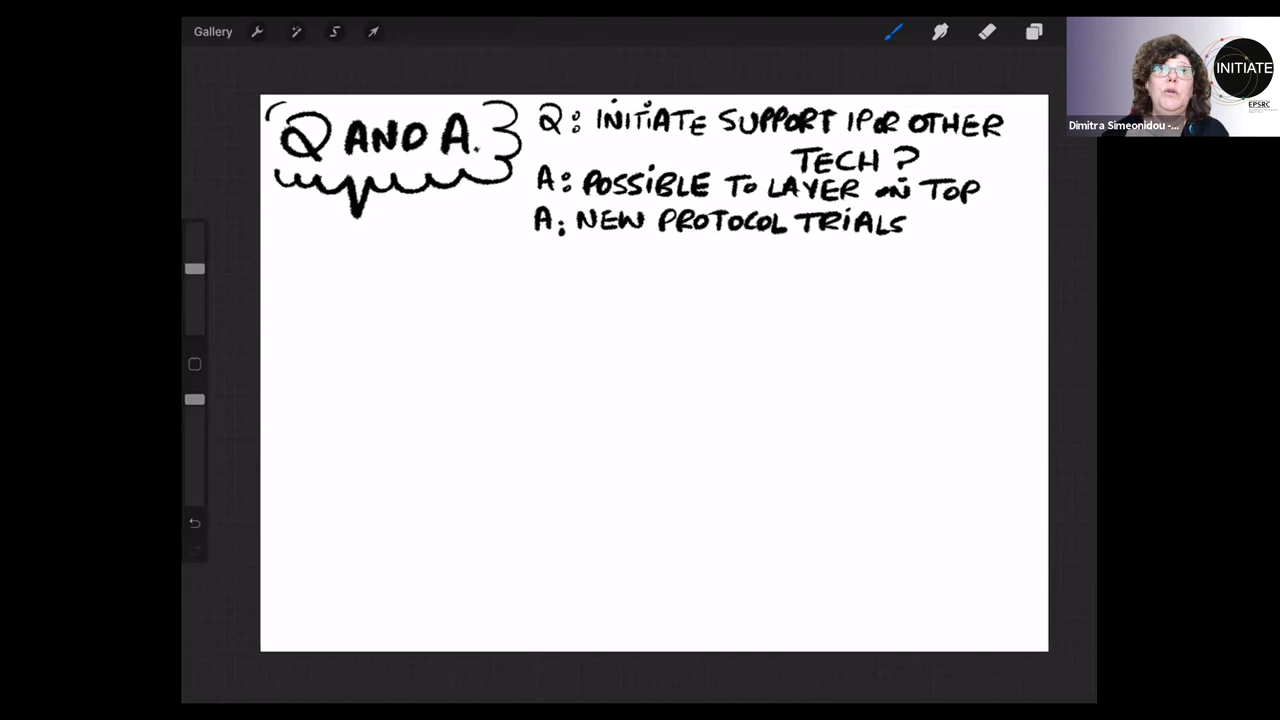 Gallery
Q AND A.
Q: INITIATE SUPPORT IP OR OTHER
TECH ?
A: POSSIBLE TO LAYER ON TOP
A: NEW PROTOCOL TRIALS
INITIATE
EPSRC
Dimitra Simeonidou -...